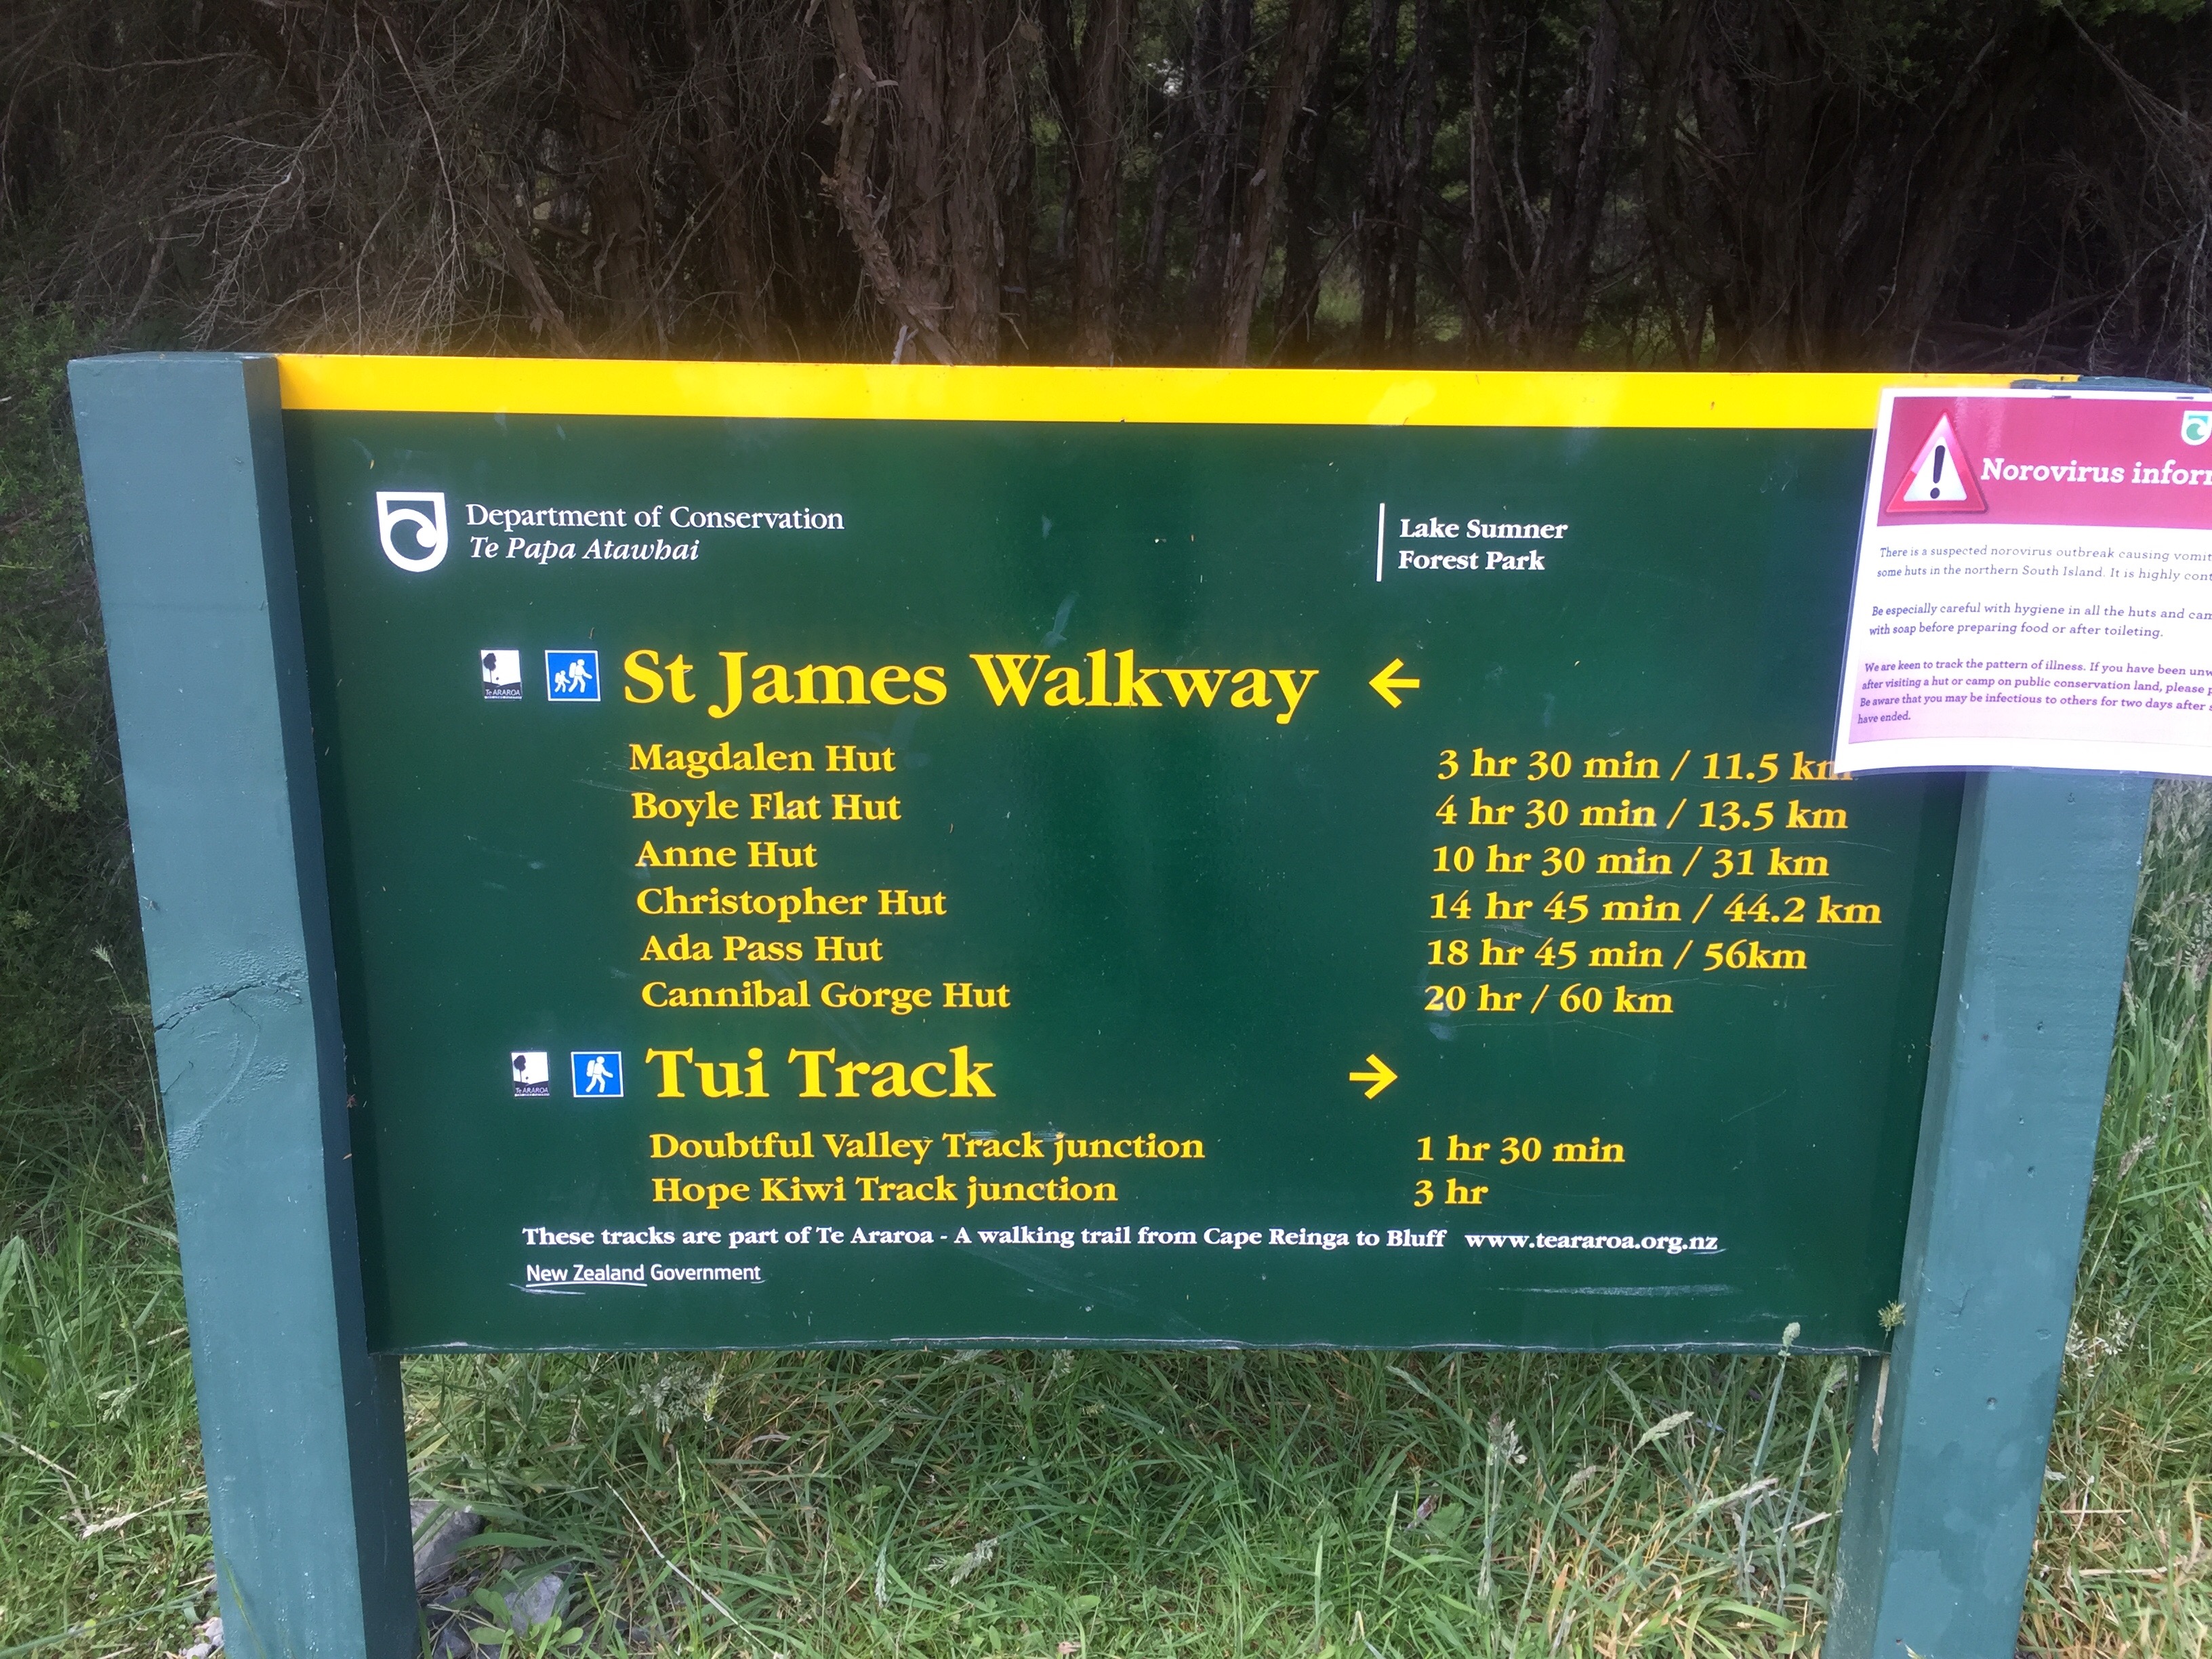 Department of Conservation
Te Papa Atawhai
Lake Sumner
Forest Park
Te ARAROA
St James Walkway ←
Magdalen Hut 3 hr 30 min / 11.5 km
Boyle Flat Hut 4 hr 30 min / 13.5 km
Anne Hut 10 hr 30 min / 31 km
Christopher Hut 14 hr 45 min / 44.2 km
Ada Pass Hut 18 hr 45 min / 56km
Cannibal Gorge Hut 20 hr / 60 km
Te ARAROA
Tui Track →
Doubtful Valley Track junction 1 hr 30 min
Hope Kiwi Track junction 3 hr
These tracks are part of Te Araroa - A walking trail from Cape Reinga to Bluff www.teararoa.org.nz
New Zealand Government
!
Norovirus infor
There is a suspected norovirus outbreak causing vomit
some huts in the northern South Island. It is highly cont
Be especially careful with hygiene in all the huts and cam
with soap before preparing food or after toileting.
We are keen to track the pattern of illness. If you have been unw
after visiting a hut or camp on public conservation land, please p
Be aware that you may be infectious to others for two days after s
have ended.